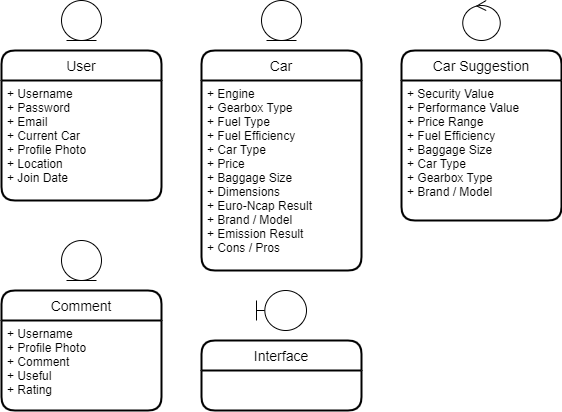 User
+ Username
+ Password
+ Email
+ Current Car
+ Profile Photo
+ Location
+ Join Date
Car
+ Engine
+ Gearbox Type
+ Fuel Type
+ Fuel Efficiency
+ Car Type
+ Price
+ Baggage Size
+ Dimensions
+ Euro-Ncap Result
+ Brand / Model
+ Emission Result
+ Cons / Pros
Car Suggestion
+ Security Value
+ Performance Value
+ Price Range
+ Fuel Efficiency
+ Baggage Size
+ Car Type
+ Gearbox Type
+ Brand / Model
Comment
+ Username
+ Profile Photo
+ Comment
+ Useful
+ Rating
Interface